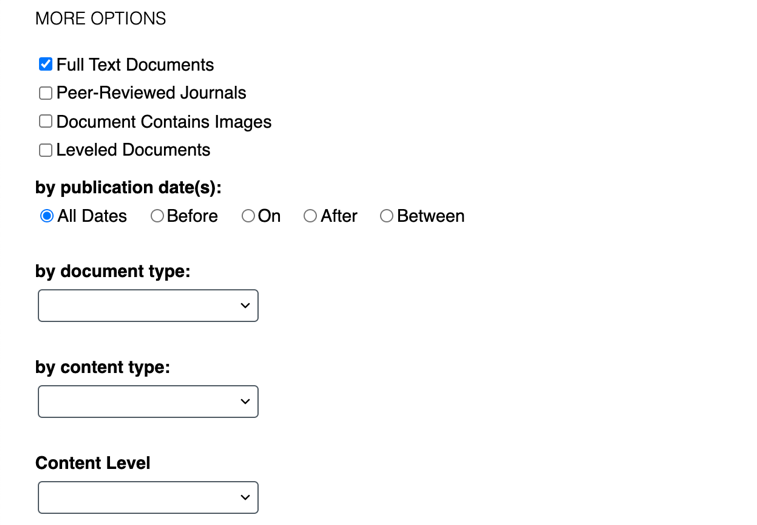 MORE OPTIONS
Full Text Documents
Peer-Reviewed Journals
Document Contains Images
Leveled Documents
by publication date(s):
All Dates Before On After Between
by document type:
by content type:
Content Level